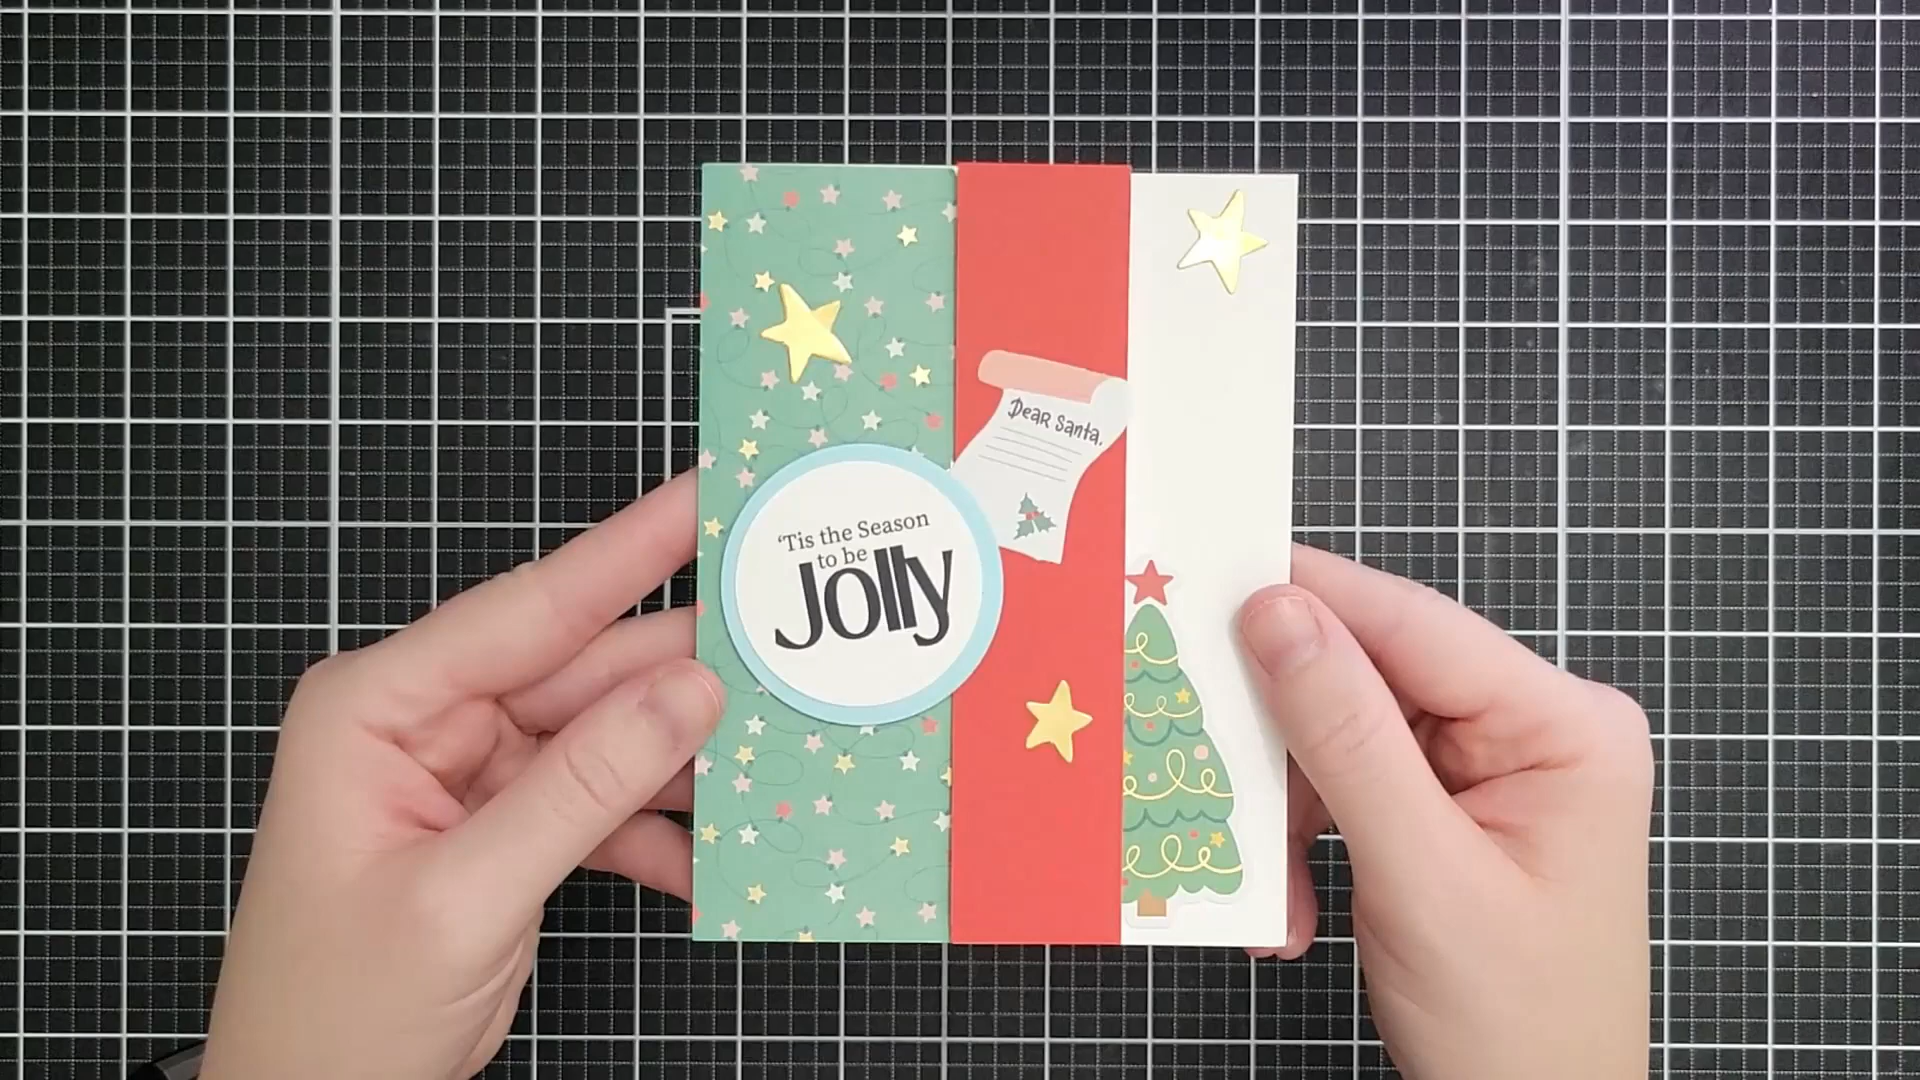 Dear Santa,
‘Tis the Season
to be
Jolly